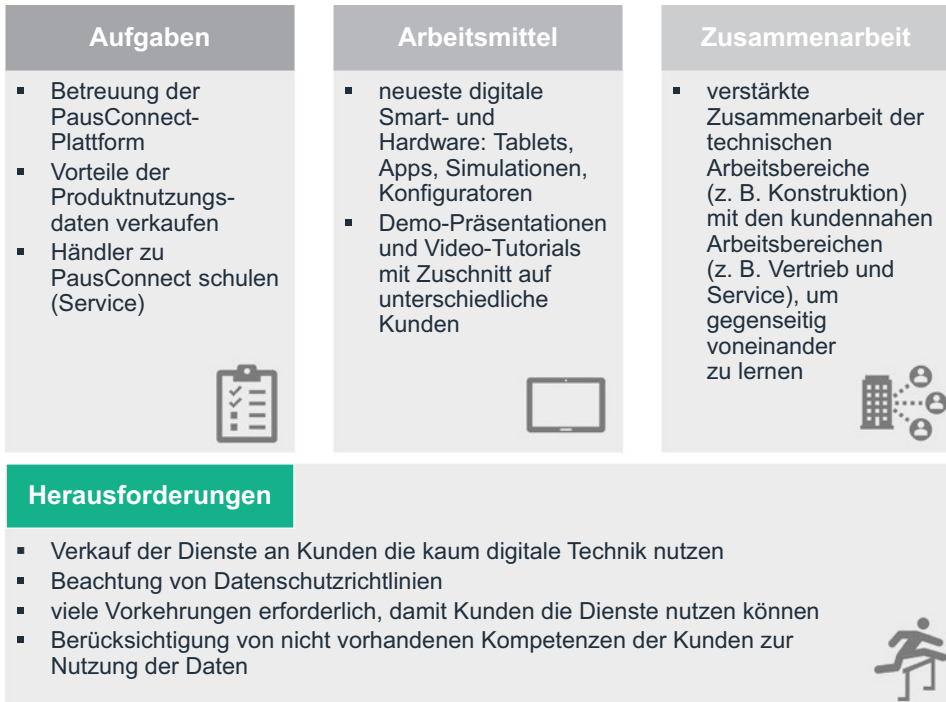 Aufgaben
▪ Betreuung der
PausConnect-
Plattform
▪ Vorteile der
Produktnutzungs-
daten verkaufen
▪ Händler zu
PausConnect schulen
(Service)
Arbeitsmittel
▪ neueste digitale
Smart- und
Hardware: Tablets,
Apps, Simulationen,
Konfiguratoren
▪ Demo-Präsentationen
und Video-Tutorials
mit Zuschnitt auf
unterschiedliche
Kunden
Zusammenarbeit
▪ verstärkte
Zusammenarbeit der
technischen
Arbeitsbereiche
(z. B. Konstruktion)
mit den kundennahen
Arbeitsbereichen
(z. B. Vertrieb und
Service), um
gegenseitig
voneinander
zu lernen
Herausforderungen
▪ Verkauf der Dienste an Kunden die kaum digitale Technik nutzen
▪ Beachtung von Datenschutzrichtlinien
▪ viele Vorkehrungen erforderlich, damit Kunden die Dienste nutzen können
▪ Berücksichtigung von nicht vorhandenen Kompetenzen der Kunden zur
Nutzung der Daten